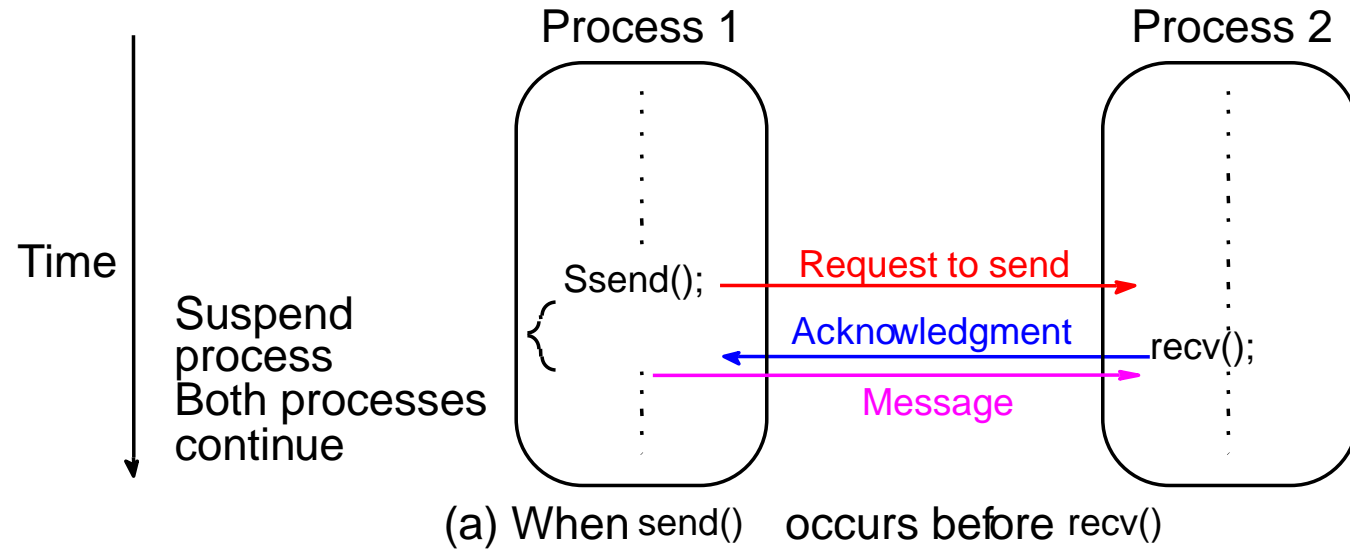 Process 1
Process 2
Time
Ssend();
Request to send
Suspend
process
Acknowledgment
recv();
Both processes
continue
Message
(a) When send() occurs before recv()